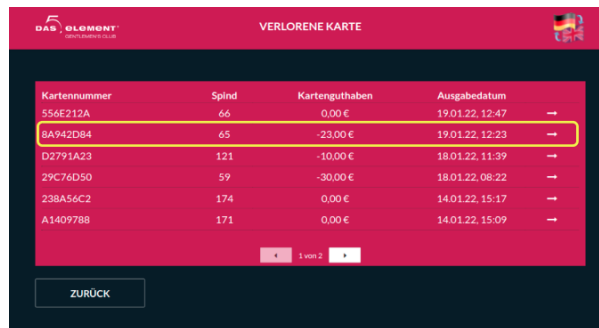 DAS ELEMENT
GENTLEMEN'S CLUB
VERLORENE KARTE
Kartennummer Spind Kartenguthaben Ausgabedatum
556E212A 66 0,00 € 19.01.22, 12:47 →
8A942D84 65 -23,00 € 19.01.22, 12:23 →
D2791A23 121 -10,00 € 18.01.22, 11:39 →
29C76D50 59 -30,00 € 18.01.22, 08:22 →
238A56C2 174 0,00 € 14.01.22, 15:17 →
A1409788 171 0,00 € 14.01.22, 15:09 →
1 von 2
ZURÜCK